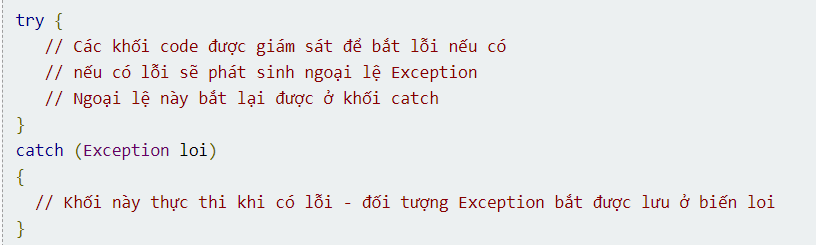 try {
// Các khối code được giám sát để bắt lỗi nếu có
// nếu có lỗi sẽ phát sinh ngoại lệ Exception
// Ngoại lệ này bắt lại được ở khối catch
}
catch (Exception loi)
{
// Khối này thực thi khi có lỗi - đối tượng Exception bắt được lưu ở biến loi
}